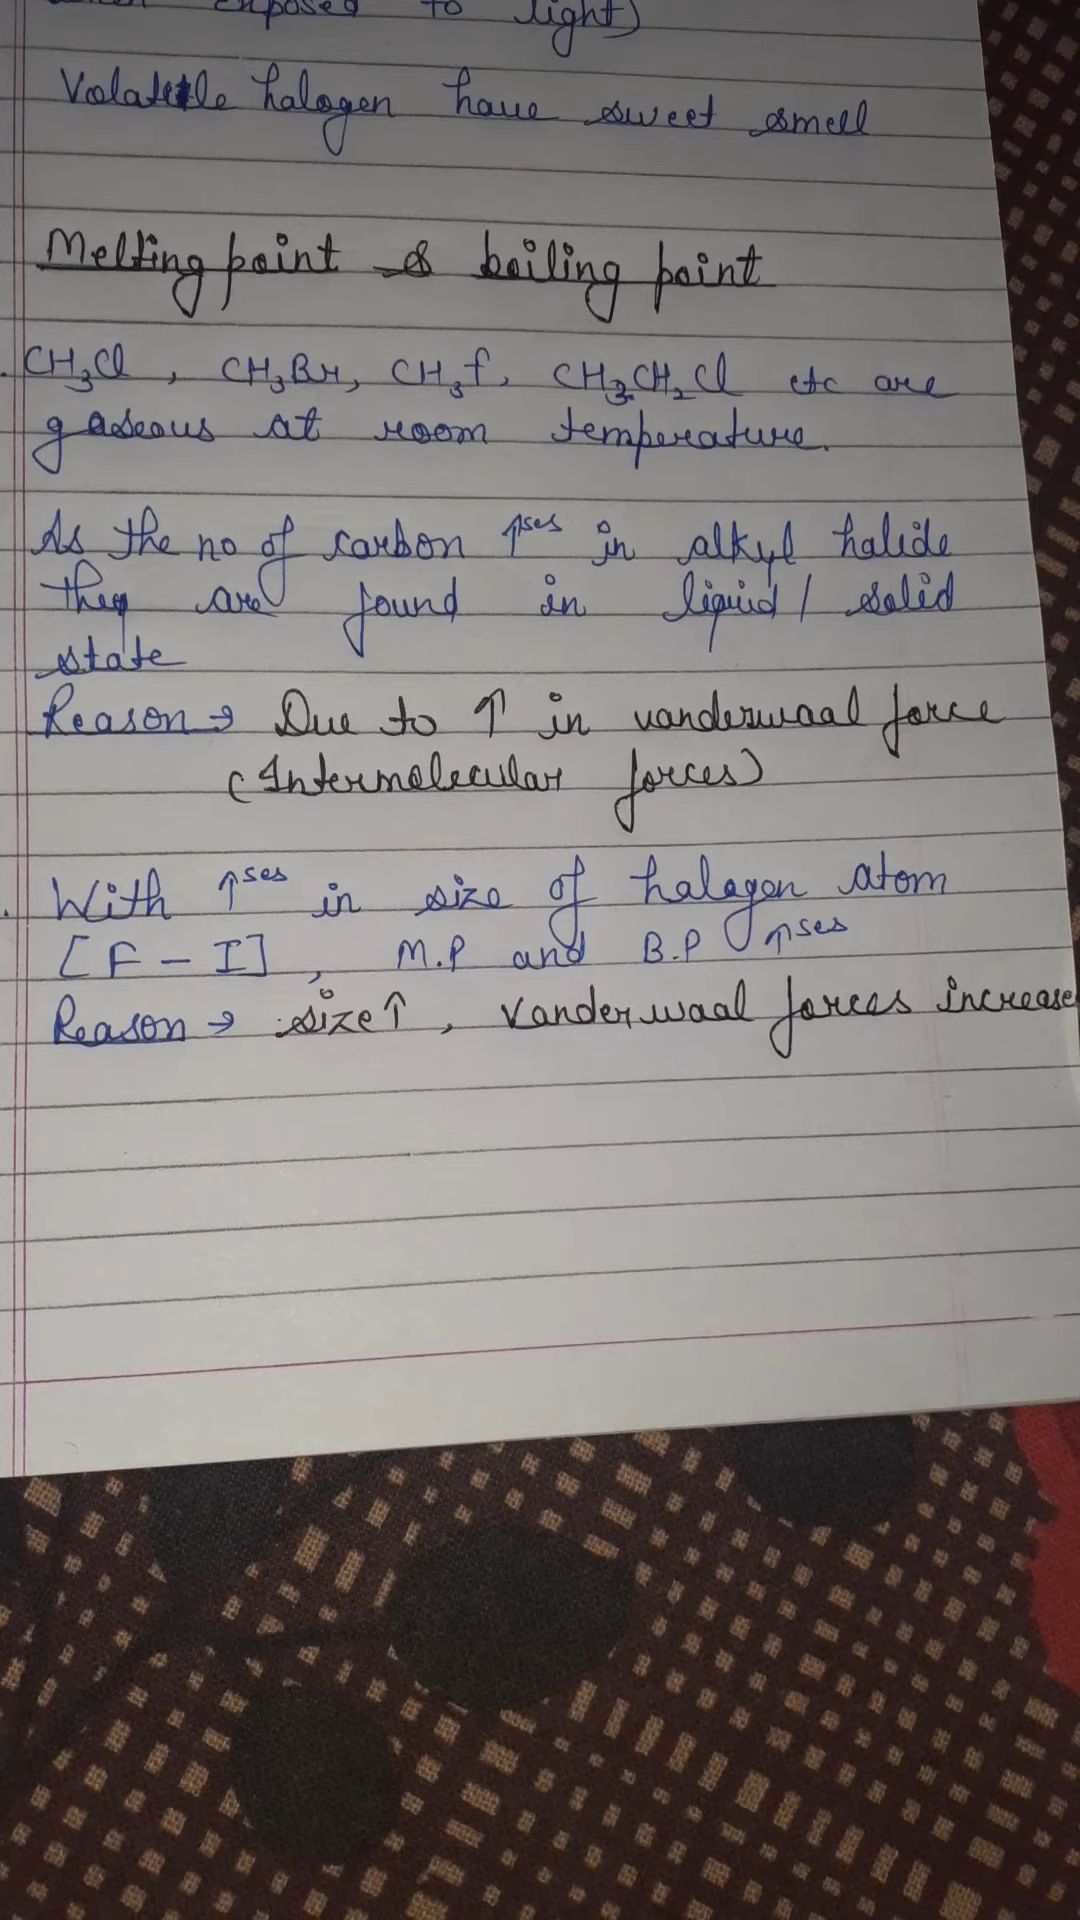 exposed to light)
Volatile halogen have sweet smell
Melting point & boiling point
CH₃Cl, CH₃Br, CH₃f, CH₃CH₂Cl etc are
gaseous at room temperature.
As the no of carbon ↑ses in alkyl halide
they are found in liquid/ solid
state
Reason → Due to ↑ in vanderwaal force
(Intermolecular forces)
With ↑ses in size of halogen atom
[F - I], M.P and B.P ↑ses
Reason → size↑, Vanderwaal forces increase